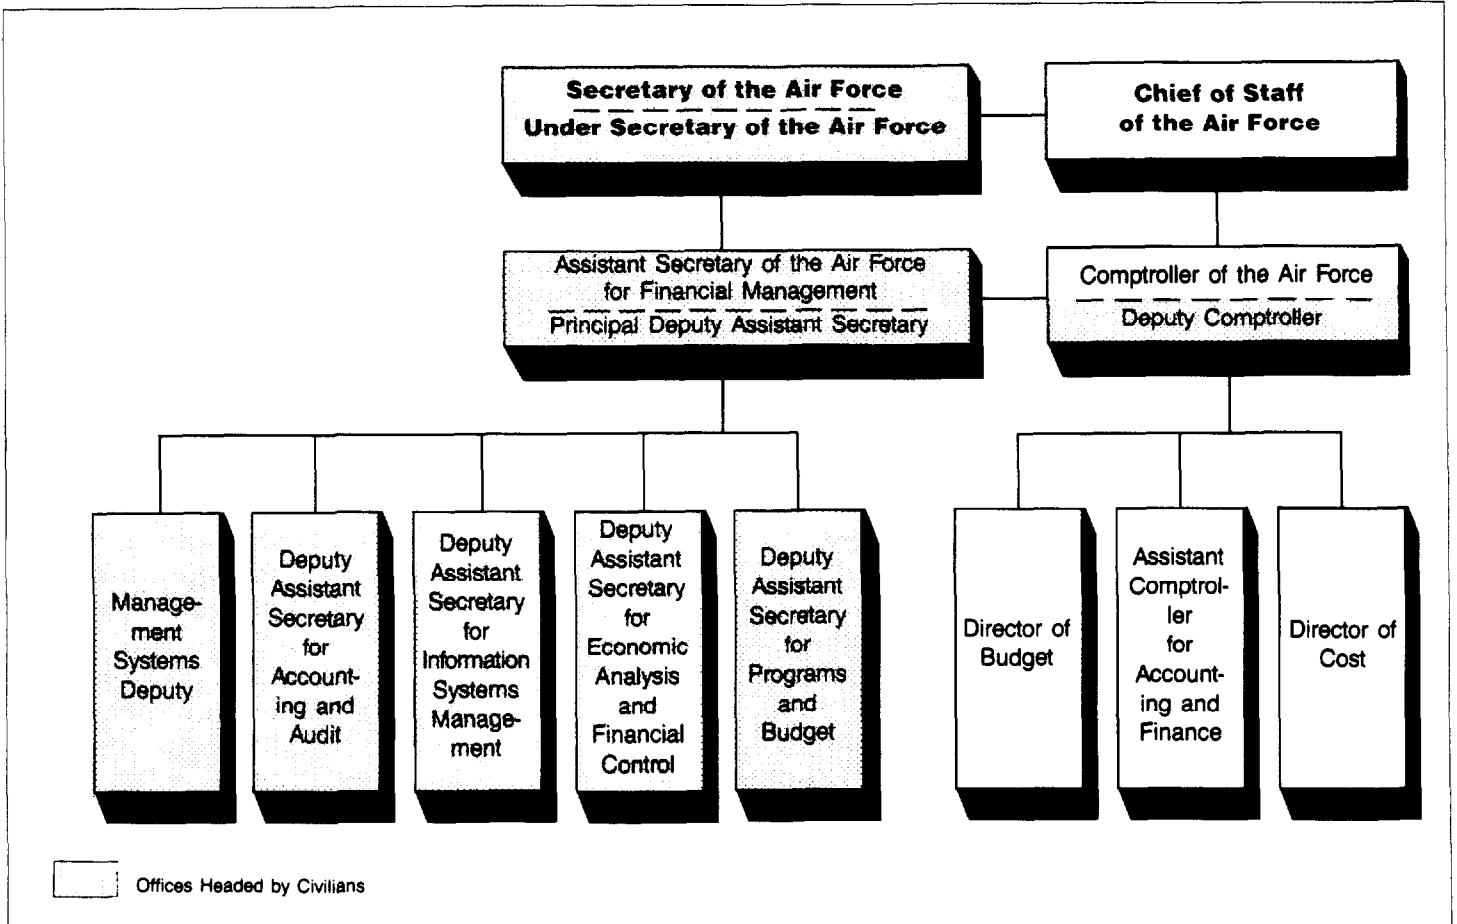 Secretary of the Air Force
Under Secretary of the Air Force
Chief of Staff
of the Air Force
Assistant Secretary of the Air Force
for Financial Management
Principal Deputy Assistant Secretary
Comptroller of the Air Force
Deputy Comptroller
Manage-
ment
Systems
Deputy
Deputy
Assistant
Secretary
for
Account-
ing and
Audit
Deputy
Assistant
Secretary
for
Information
Systems
Manage-
ment
Deputy
Assistant
Secretary
for
Economic
Analysis
and
Financial
Control
Deputy
Assistant
Secretary
for
Programs
and
Budget
Director of
Budget
Assistant
Comptrol-
ler
for
Account-
ing and
Finance
Director of
Cost
Offices Headed by Civilians